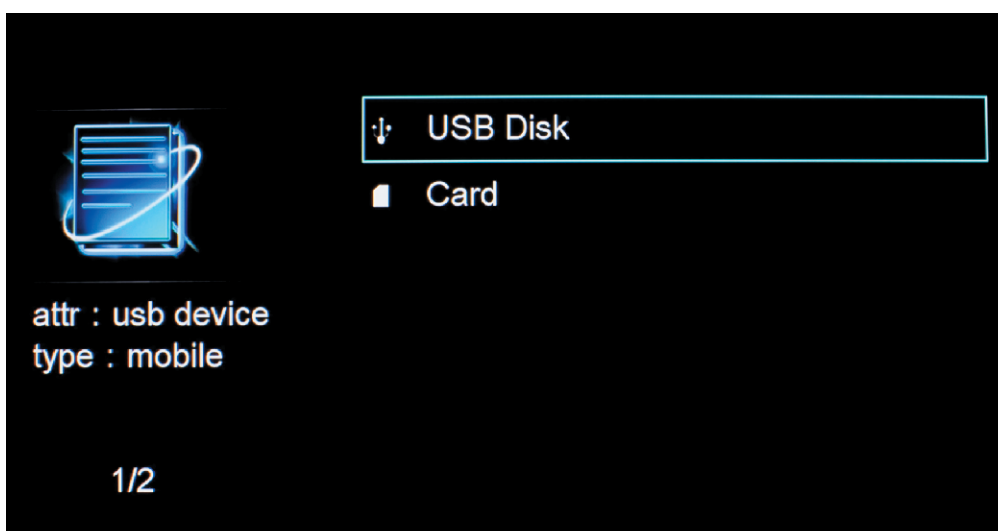 USB Disk
Card
attr : usb device
type : mobile
1/2